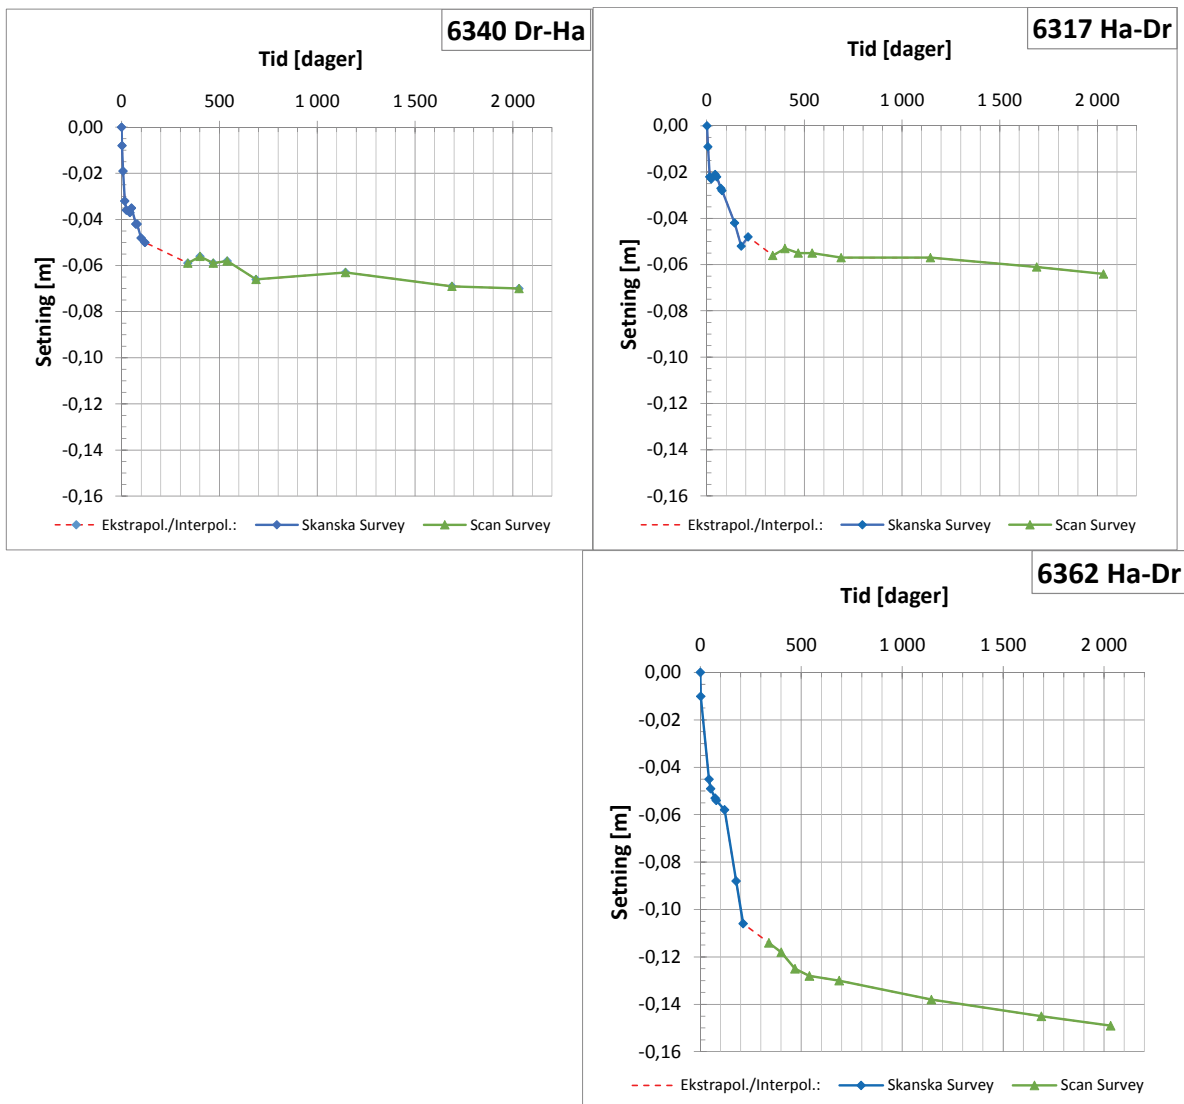 6340 Dr-Ha
Tid [dager]
0 500 1 000 1 500 2 000
0,00
-0,02
-0,04
-0,06
-0,08
-0,10
-0,12
-0,14
-0,16
Setning [m]
Ekstrapol./Interpol.: Skanska Survey Scan Survey
6317 Ha-Dr
Tid [dager]
0 500 1 000 1 500 2 000
0,00
-0,02
-0,04
-0,06
-0,08
-0,10
-0,12
-0,14
-0,16
Setning [m]
Ekstrapol./Interpol.: Skanska Survey Scan Survey
6362 Ha-Dr
Tid [dager]
0 500 1 000 1 500 2 000
0,00
-0,02
-0,04
-0,06
-0,08
-0,10
-0,12
-0,14
-0,16
Setning [m]
Ekstrapol./Interpol.: Skanska Survey Scan Survey